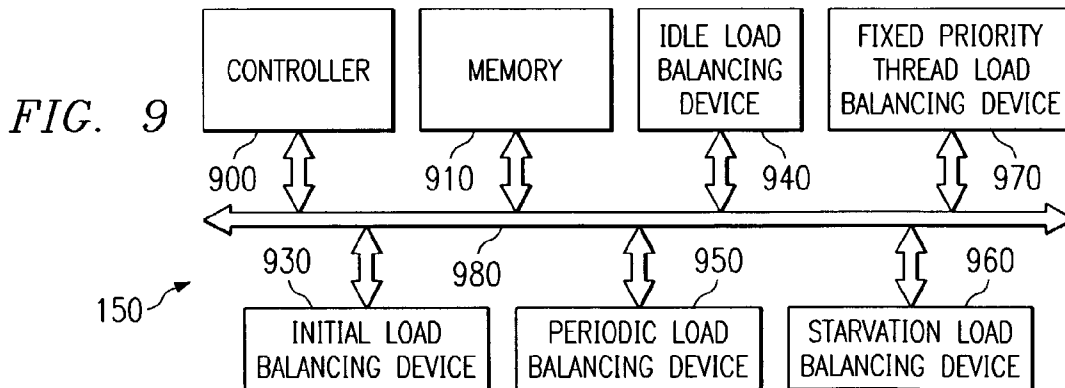 FIG. 9
CONTROLLER
900
MEMORY
910
IDLE LOAD
BALANCING
DEVICE
940
FIXED PRIORITY
THREAD LOAD
BALANCING DEVICE
970
930
980
950
960
150
INITIAL LOAD
BALANCING DEVICE
PERIODIC LOAD
BALANCING DEVICE
STARVATION LOAD
BALANCING DEVICE